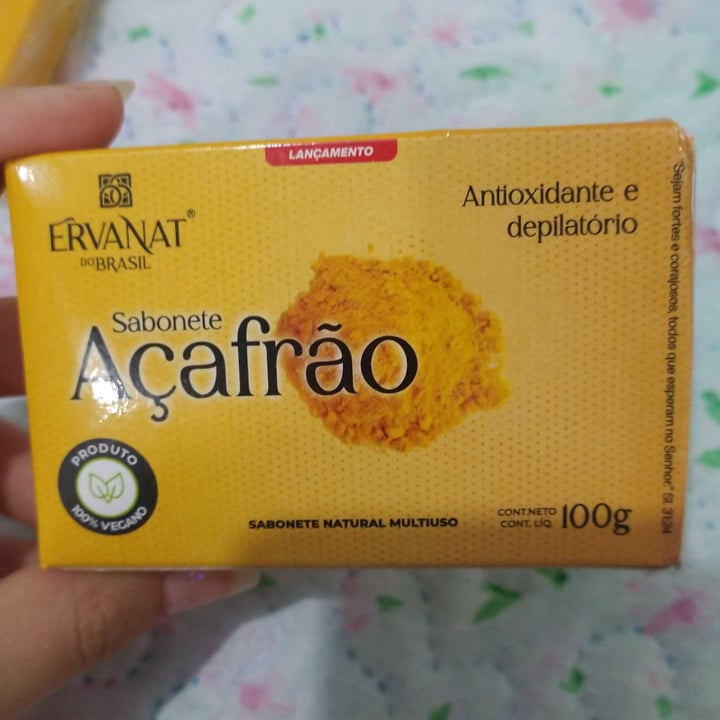 LANÇAMENTO
ERVANAT®
DO BRASIL
Antioxidante e
depilatório
Sabonete
Açafrão
PRODUTO
100% VEGANO
SABONETE NATURAL MULTIUSO
CONT.NETO
CONT. LÍQ. 100g
"Sejam fortes e corajosos, todos que esperam no Senhor." Sl. 31:24